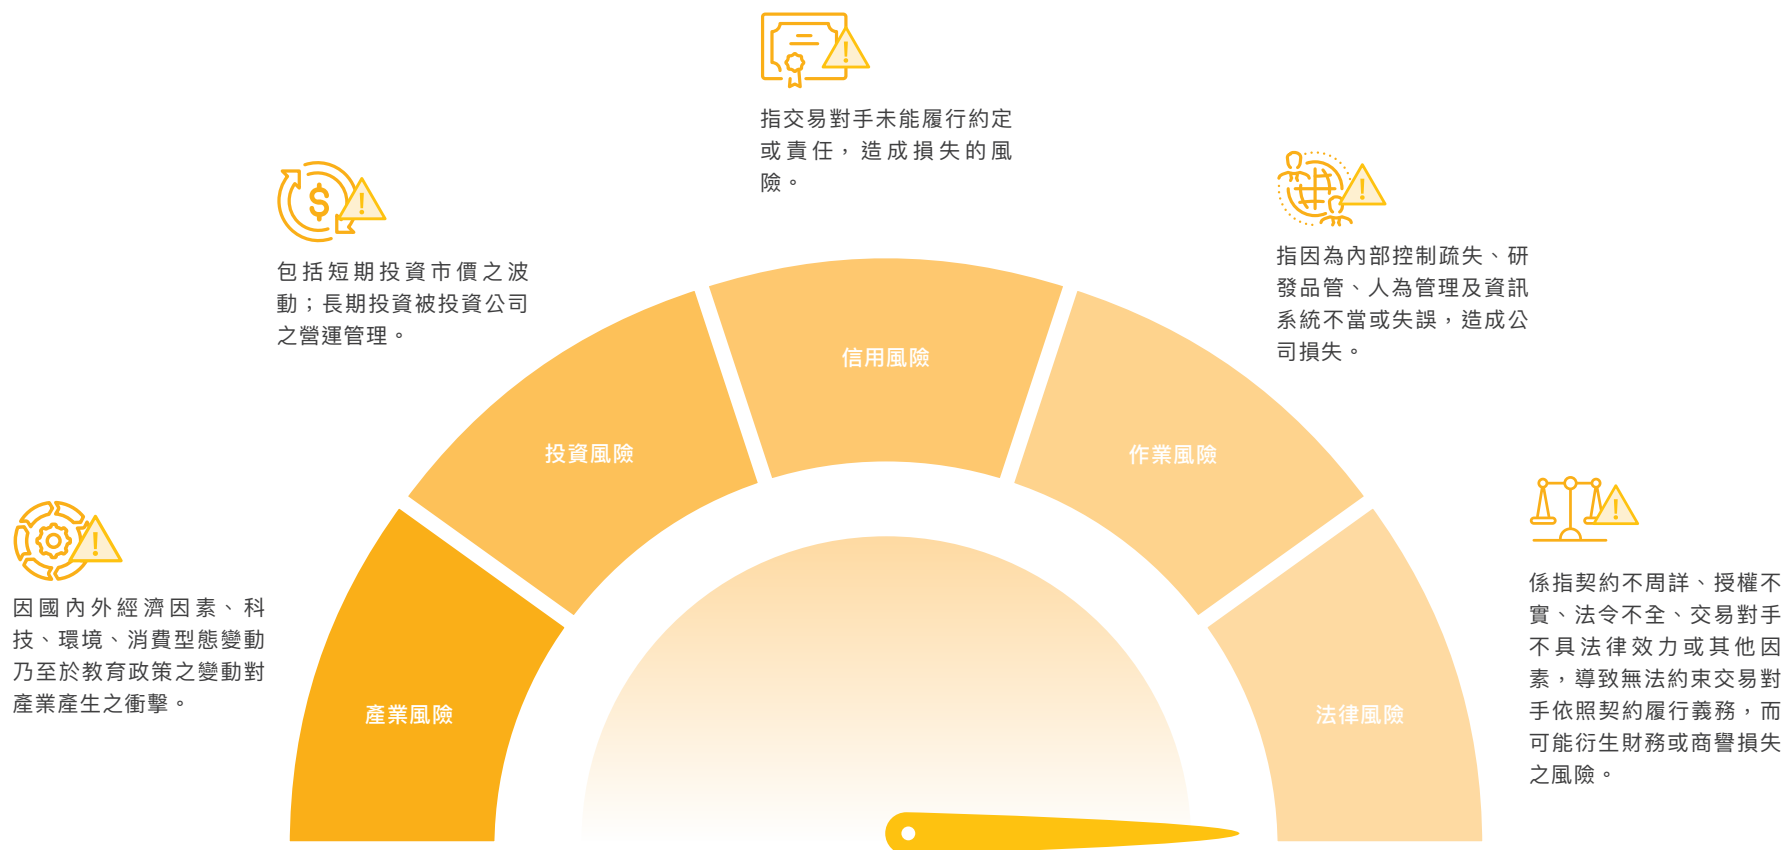 指交易對手未能履行約定
或責任，造成損失的風
險。
包括短期投資市價之波
動；長期投資被投資公司
之營運管理。
指因為內部控制疏失、研
發品管、人為管理及資訊
系統不當或失誤，造成公
司損失。
信用風險
投資風險
作業風險
因國內外經濟因素、科
技、環境、消費型態變動
乃至於教育政策之變動對
產業產生之衝擊。
係指契約不周詳、授權不
實、法令不全、交易對手
不具法律效力或其他因
素，導致無法約束交易對
手依照契約履行義務，而
可能衍生財務或商譽損失
之風險。
產業風險
法律風險